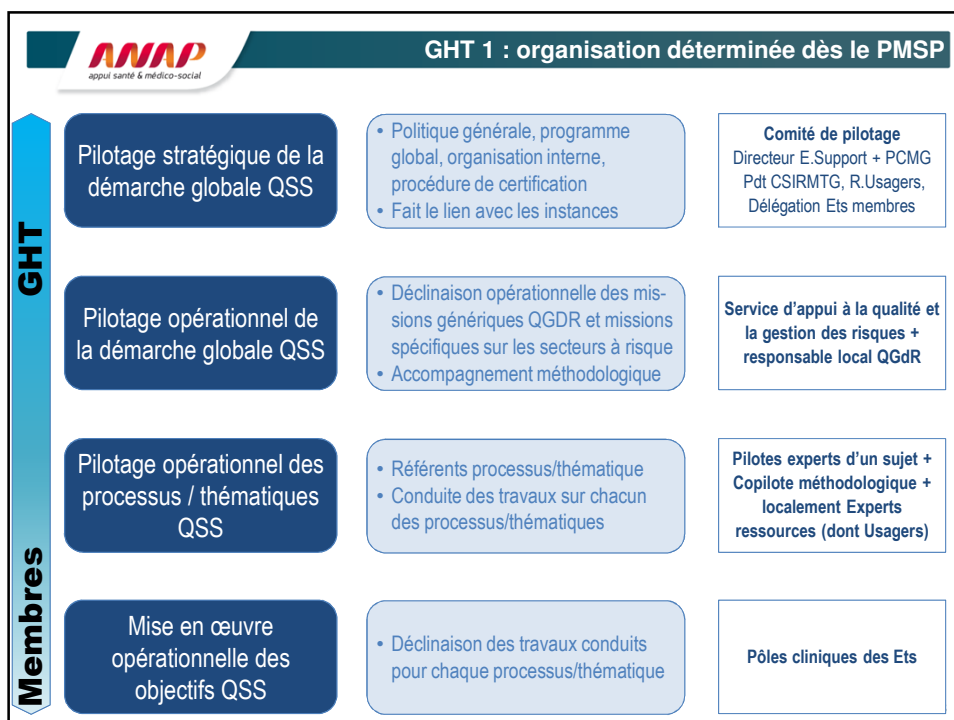 ANAP
appui santé & médico-social
GHT 1 : organisation déterminée dès le PMSP
GHT
Membres
Pilotage stratégique de la
démarche globale QSS
• Politique générale, programme
global, organisation interne,
procédure de certification
• Fait le lien avec les instances
Comité de pilotage
Directeur E.Support + PCMG
Pdt CSIRMTG, R.Usagers,
Délégation Ets membres
Pilotage opérationnel de
la démarche globale QSS
• Déclinaison opérationnelle des mis-
sions génériques QGDR et missions
spécifiques sur les secteurs à risque
• Accompagnement méthodologique
Service d'appui à la qualité et
la gestion des risques +
responsable local QGdR
Pilotage opérationnel des
processus / thématiques
QSS
• Référents processus/thématique
• Conduite des travaux sur chacun
des processus/thématiques
Pilotes experts d'un sujet +
Copilote méthodologique +
localement Experts
ressources (dont Usagers)
Mise en œuvre
opérationnelle des
objectifs QSS
• Déclinaison des travaux conduits
pour chaque processus/thématique
Pôles cliniques des Ets